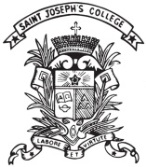 SAINT JOSEPH'S COLLEGE
LABORE ET VIRTUTE